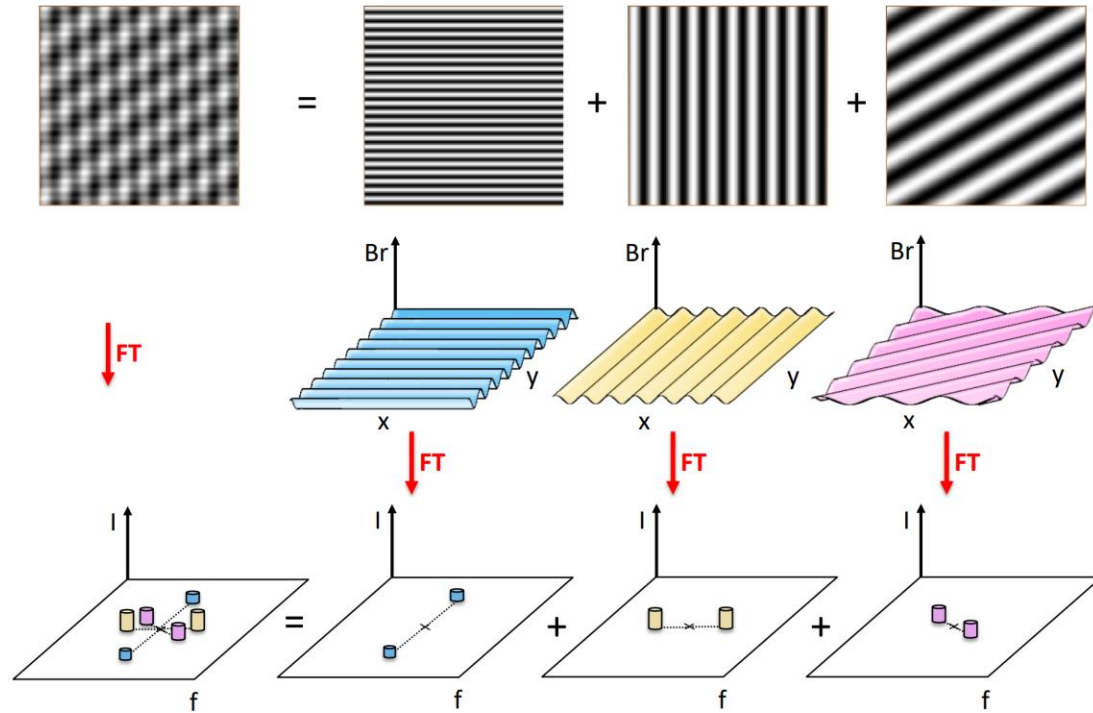 = + +
Br Br Br
FT
y y y
x x x
FT FT FT
I I I I
= + +
f f f f